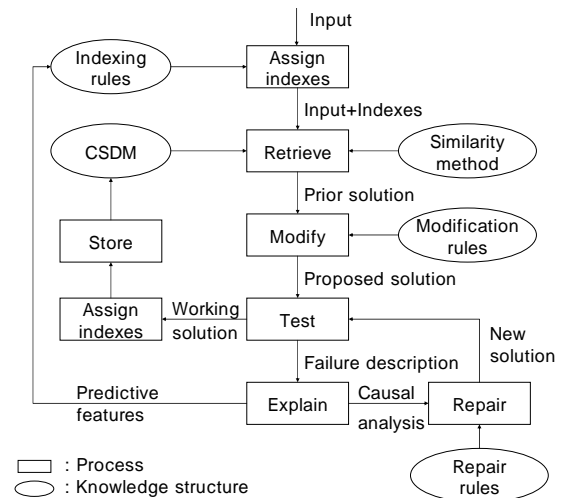 Input
Indexing
rules
Assign
indexes
Input+Indexes
CSDM
Retrieve
Similarity
method
Prior solution
Store
Modify
Modification
rules
Proposed solution
Assign
indexes
Working
solution
Test
New
solution
Failure description
Predictive
features
Explain
Causal
analysis
Repair
: Process
: Knowledge structure
Repair
rules